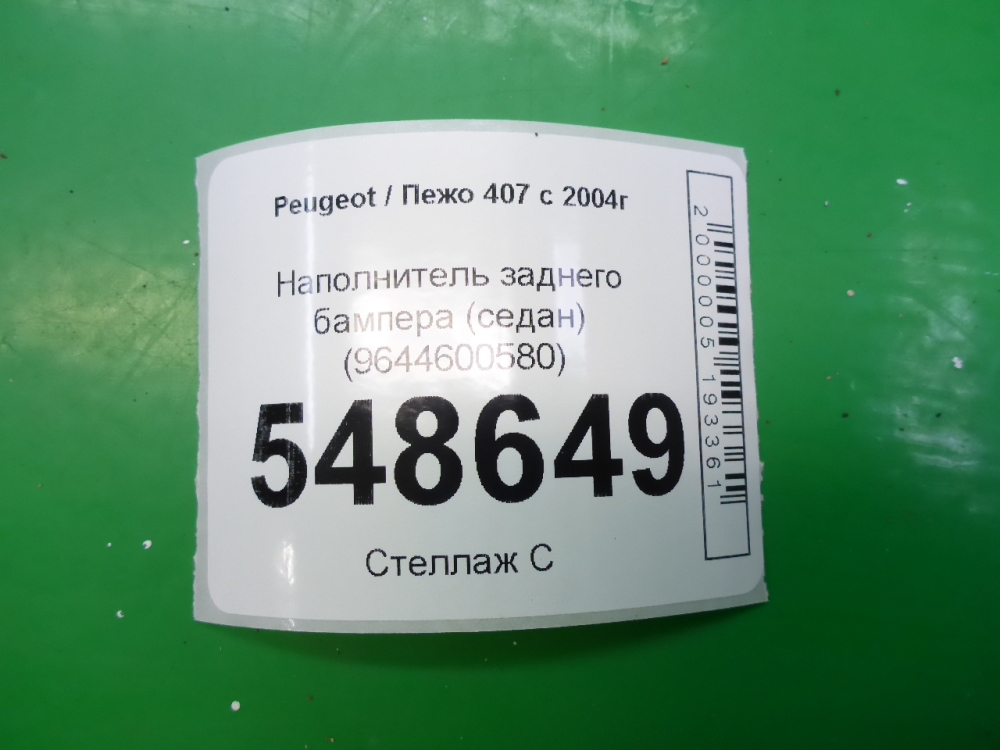 Peugeot / Пежо 407 с 2004г
Наполнитель заднего
бампера (седан)
(9644600580)
548649
Стеллаж С
2000005193361